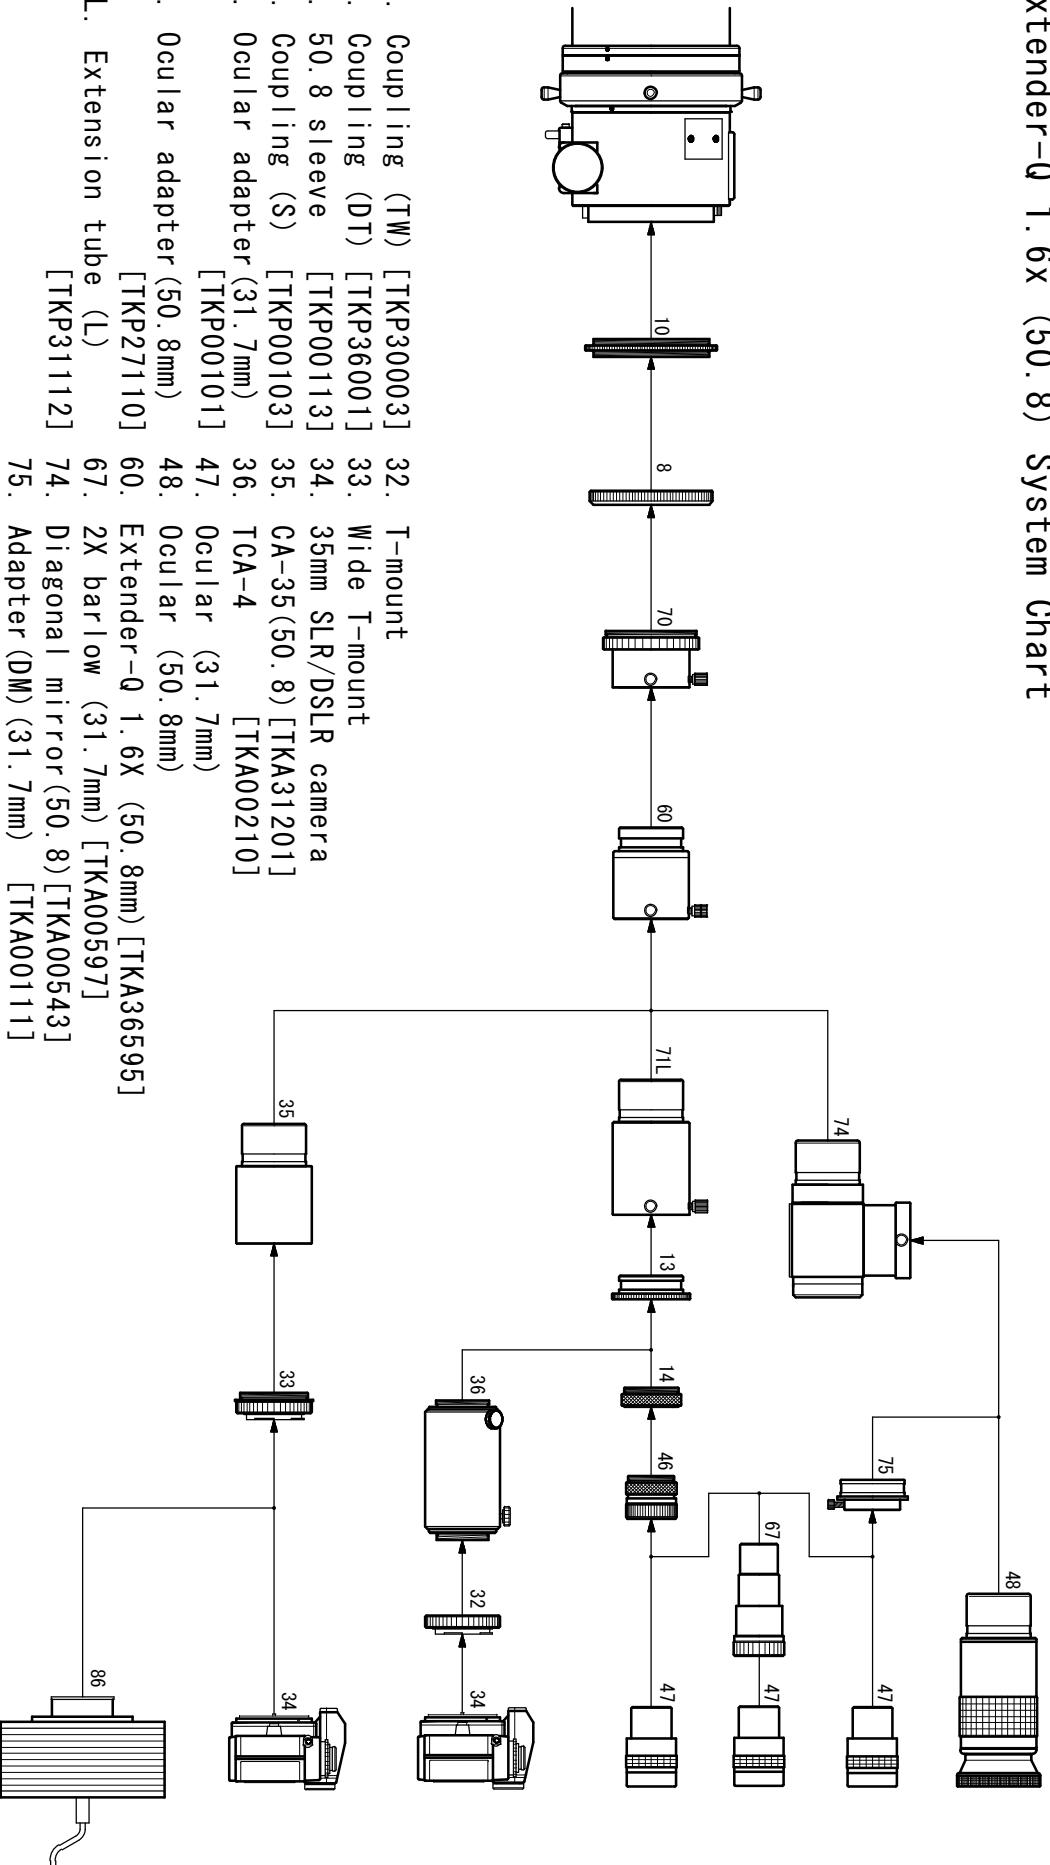 xtender-Q 1.6x (50.8) System Chart
10
8
70
60
35
71L
74
13
33
36
14
46
75
67
48
32
86
34
34
47
47
47
. Coupling (TW) [TKP30003]
. Coupling (DT) [TKP36001]
. 50.8 sleeve [TKP00113]
. Coupling (S) [TKP00103]
. Ocular adapter(31.7mm)
[TKP00101]
. Ocular adapter(50.8mm)
[TKP27110]
L. Extension tube (L)
[TKP31112]
32. T-mount
33. Wide T-mount
34. 35mm SLR/DSLR camera
35. CA-35(50.8)[TKA31201]
36. TCA-4 [TKA00210]
47. Ocular (31.7mm)
48. Ocular (50.8mm)
60. Extender-Q 1.6X (50.8mm)[TKA36595]
67. 2X barlow (31.7mm)[TKA00597]
74. Diagonal mirror(50.8)[TKA00543]
75. Adapter(DM)(31.7mm) [TKA00111]